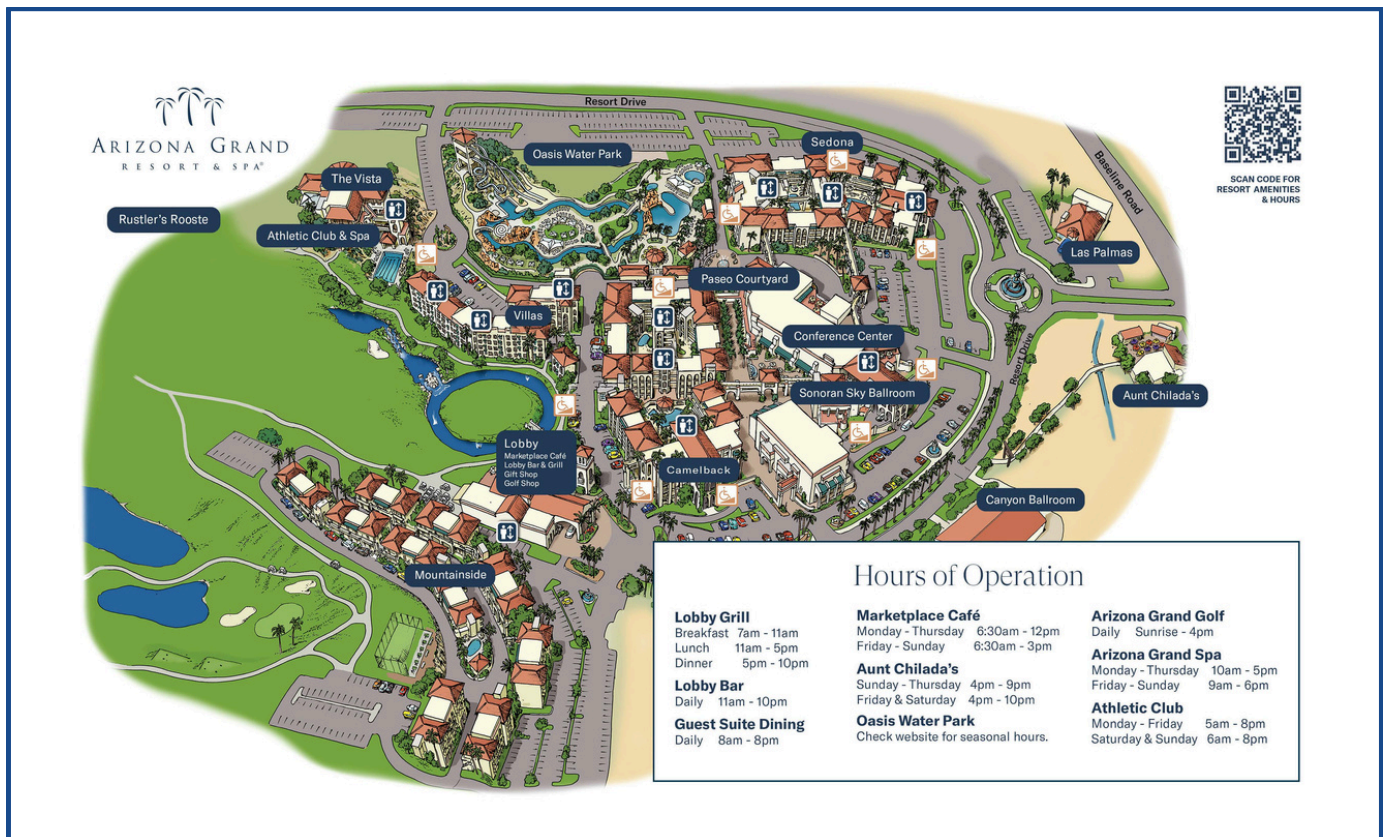 Resort Drive
ARIZONA GRAND
RESORT & SPA®
Sedona
Oasis Water Park
Baseline Road
SCAN CODE FOR
RESORT AMENITIES
& HOURS
The Vista
Rustler's Rooste
Athletic Club & Spa
Las Palmas
Paseo Courtyard
Villas
Conference Center
Resort Drive
Sonoran Sky Ballroom
Aunt Chilada's
Lobby
Marketplace Café
Lobby Bar & Grill
Gift Shop
Golf Shop
Camelback
Canyon Ballroom
Mountainside
Hours of Operation
Lobby Grill
Breakfast 7am - 11am
Lunch 11am - 5pm
Dinner 5pm - 10pm
Lobby Bar
Daily 11am - 10pm
Guest Suite Dining
Daily 8am - 8pm
Marketplace Café
Monday - Thursday 6:30am - 12pm
Friday - Sunday 6:30am - 3pm
Aunt Chilada's
Sunday - Thursday 4pm - 9pm
Friday & Saturday 4pm - 10pm
Oasis Water Park
Check website for seasonal hours.
Arizona Grand Golf
Daily Sunrise - 4pm
Arizona Grand Spa
Monday - Thursday 10am - 5pm
Friday - Sunday 9am - 6pm
Athletic Club
Monday - Friday 5am - 8pm
Saturday & Sunday 6am - 8pm